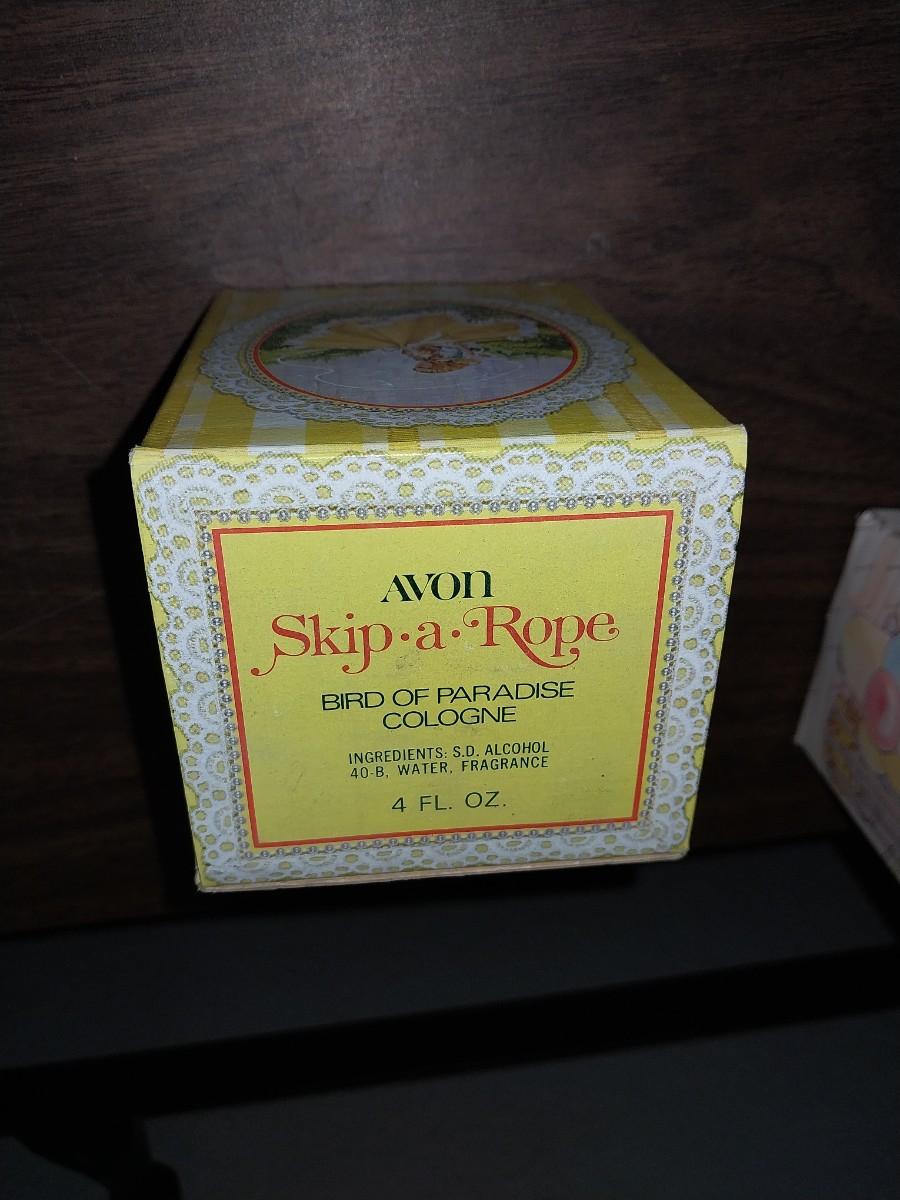 AVON
Skip·a·Rope
BIRD OF PARADISE
COLOGNE
INGREDIENTS: S.D. ALCOHOL
40-B, WATER, FRAGRANCE
4 FL. OZ.